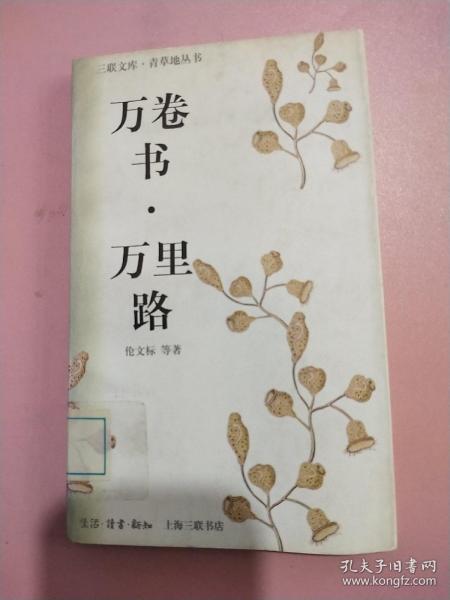 三联文库·青草地丛书
万卷
书
·
万里
路
伦文标 等著
生活·讀書·新知 上海三联书店
孔夫子旧书网
www.kongfz.com